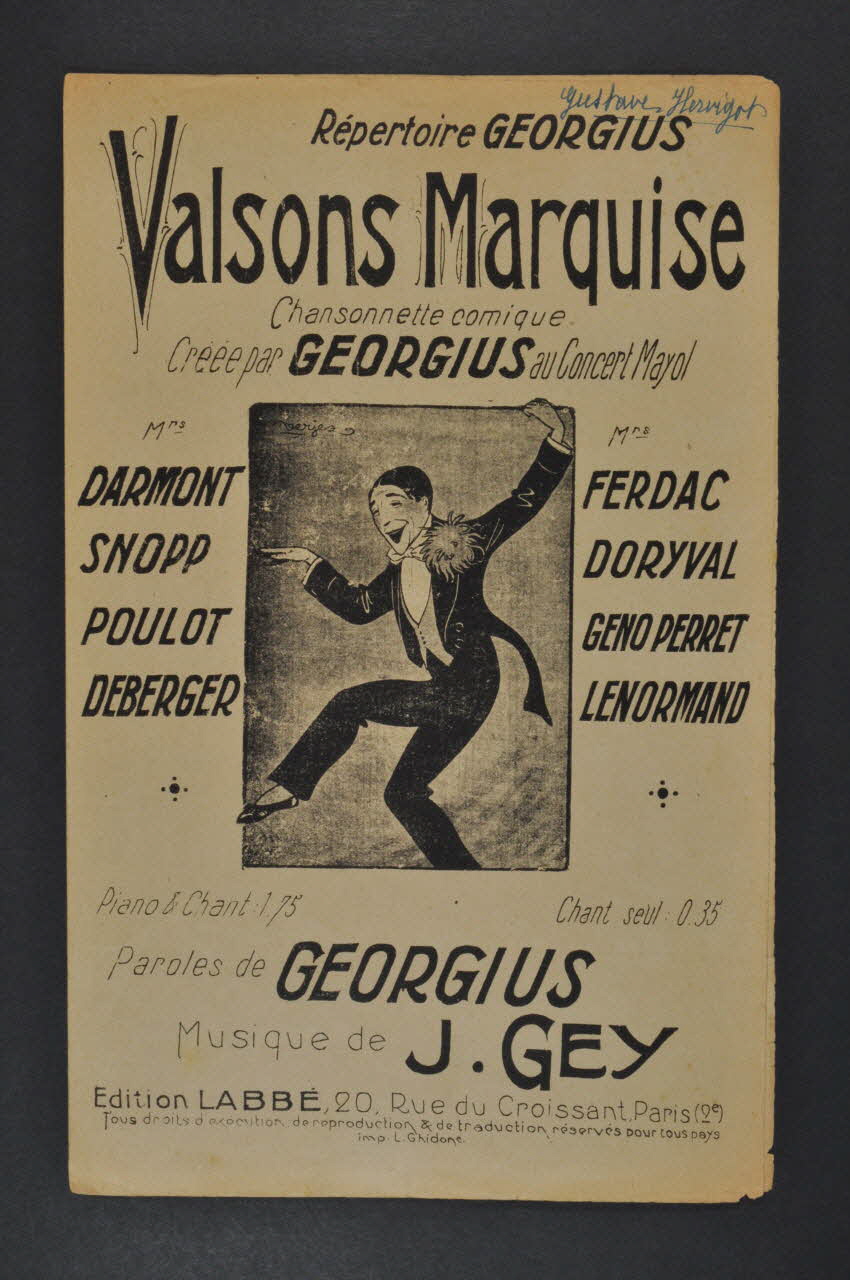 Gustave Hervigot
Répertoire GEORGIUS
Valsons Marquise
Chansonnette comique
Créée par GEORGIUS au Concert Mayol
Mrs
DARMONT
SNOPP
POULOT
DEBERGER
Mrs
FERDAC
DORYVAL
GENO PERRET
LENORMAND
Piano & Chant : 1.75
Chant seul : 0.35
Paroles de GEORGIUS
Musique de J. GEY
Edition LABBÉ, 20, Rue du Croissant, Paris (2e)
Tous droits d'execution, de reproduction & de traduction réservés pour tous pays
imp. L. Ghidone.